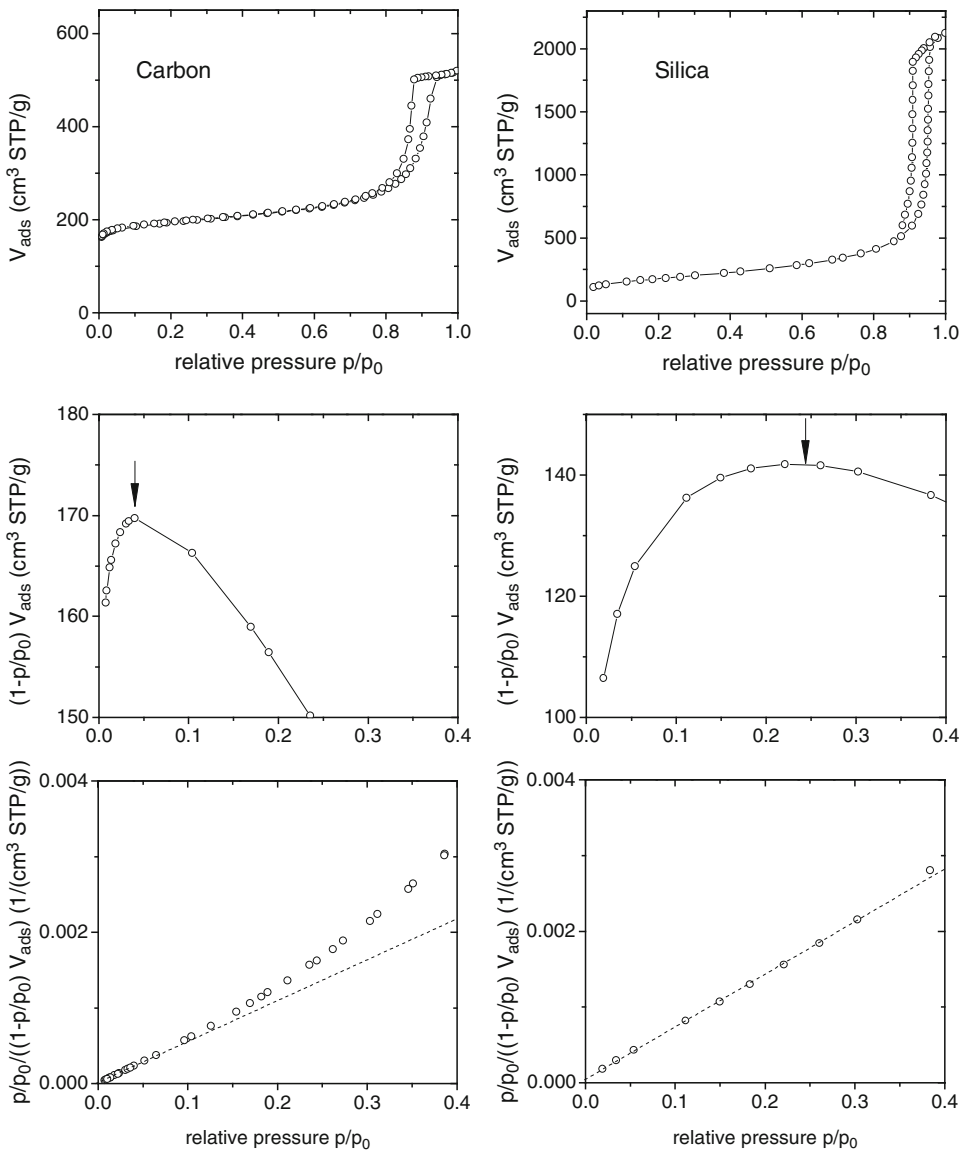 Carbon
V_ads (cm³ STP/g)
600
400
200
0
0.0 0.2 0.4 0.6 0.8 1.0
relative pressure p/p₀
Silica
V_ads (cm³ STP/g)
2000
1500
1000
500
0
0.0 0.2 0.4 0.6 0.8 1.0
relative pressure p/p₀
(1-p/p₀) V_ads (cm³ STP/g)
180
170
160
150
0.0 0.1 0.2 0.3 0.4
(1-p/p₀) V_ads (cm³ STP/g)
140
120
100
0.0 0.1 0.2 0.3 0.4
p/p₀/((1-p/p₀) V_ads) (1/(cm³ STP/g))
0.004
0.002
0.000
0.0 0.1 0.2 0.3 0.4
relative pressure p/p₀
p/p₀/((1-p/p₀) V_ads) (1/(cm³ STP/g))
0.004
0.002
0.000
0.0 0.1 0.2 0.3 0.4
relative pressure p/p₀